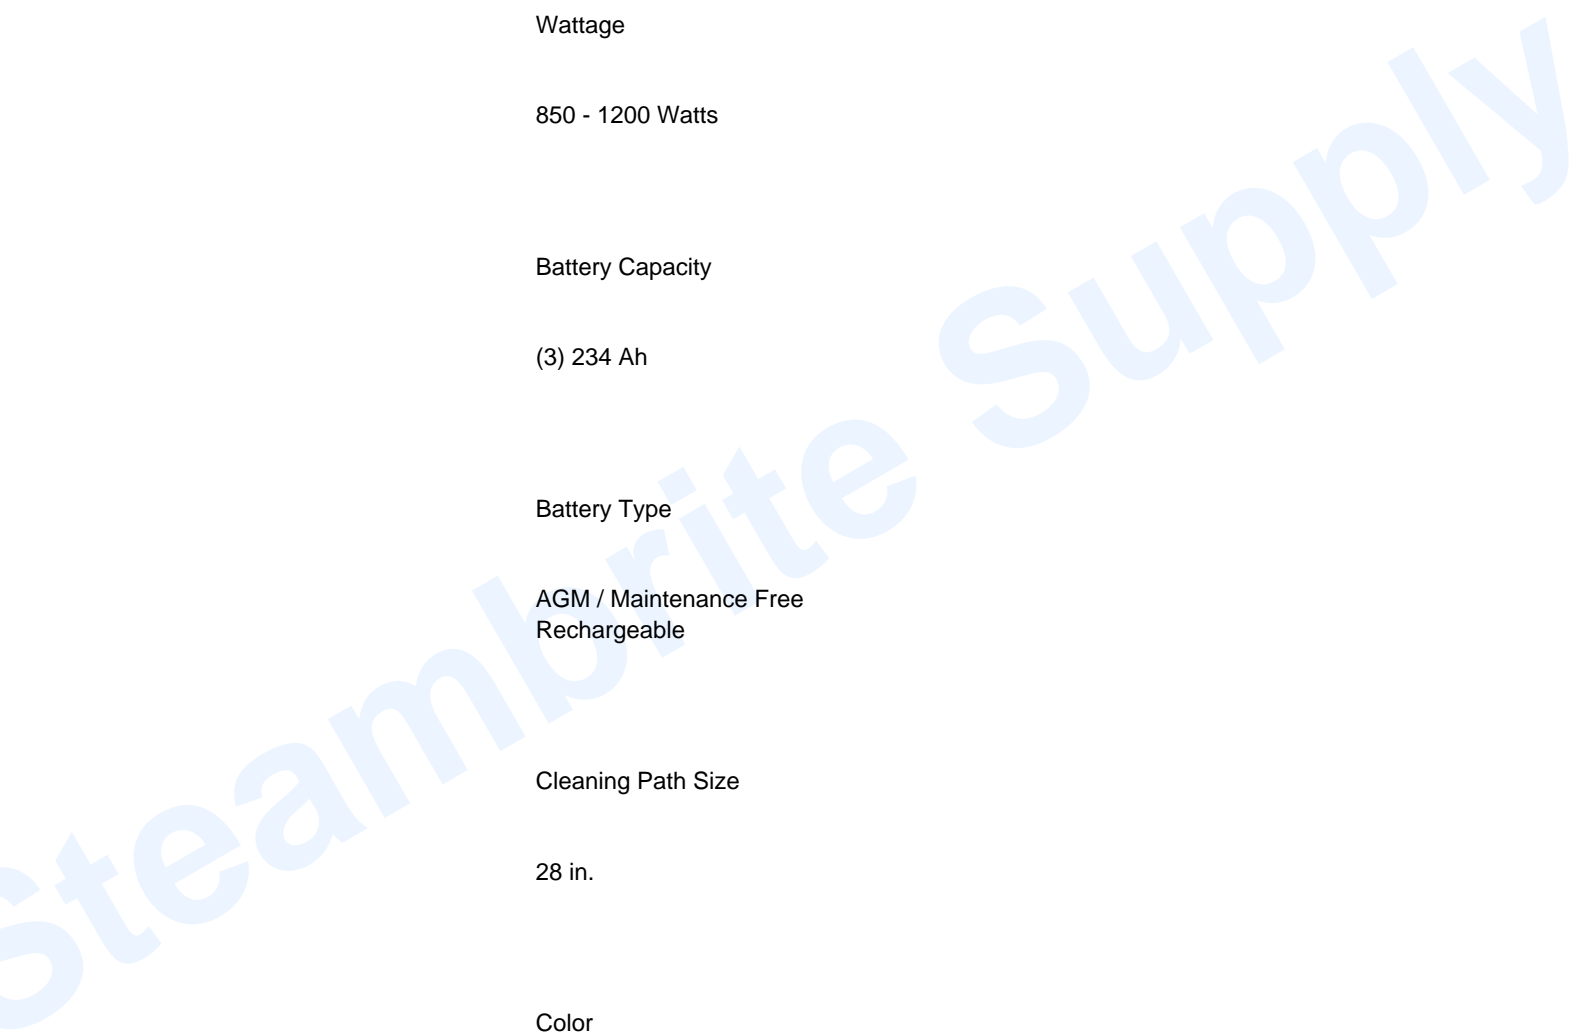 Wattage
850 - 1200 Watts
Battery Capacity
(3) 234 Ah
Battery Type
AGM / Maintenance Free
Rechargeable
Cleaning Path Size
28 in.
Color
Steambrite Supply